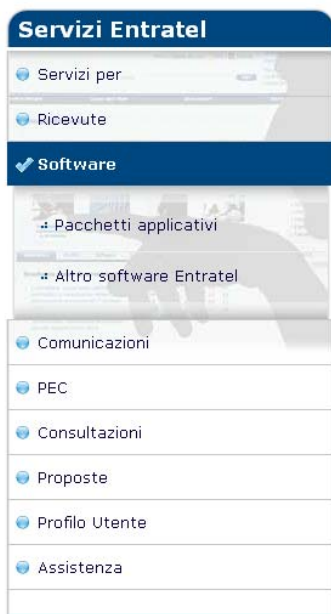 Servizi Entratel
Servizi per
Ricevute
Software
Pacchetti applicativi
Altro software Entratel
Comunicazioni
PEC
Consultazioni
Proposte
Profilo Utente
Assistenza